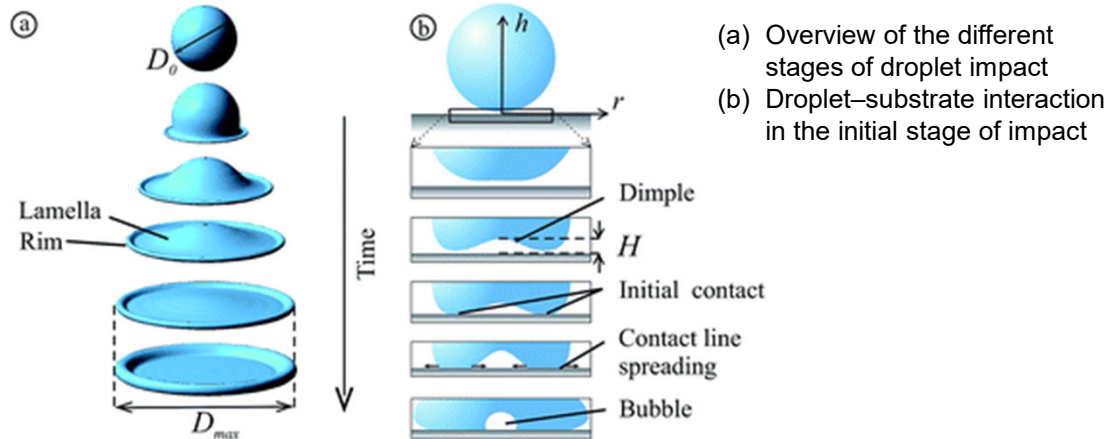 a
D0
Lamella
Rim
Dmax
Time
b
h
r
Dimple
H
Initial contact
Contact line
spreading
Bubble
(a) Overview of the different
stages of droplet impact
(b) Droplet–substrate interaction
in the initial stage of impact